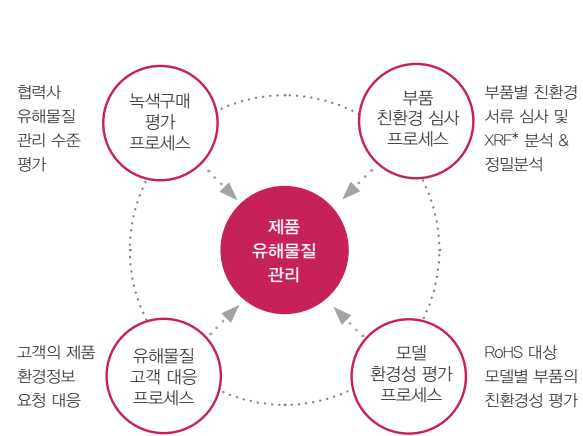 협력사
유해물질
관리 수준
평가
녹색구매
평가
프로세스
부품
친환경 심사
프로세스
부품별 친환경
서류 심사 및
XRF* 분석 &
정밀분석
제품
유해물질
관리
고객의 제품
환경정보
요청 대응
유해물질
고객 대응
프로세스
모델
환경성 평가
프로세스
RoHS 대상
모델별 부품의
친환경성 평가